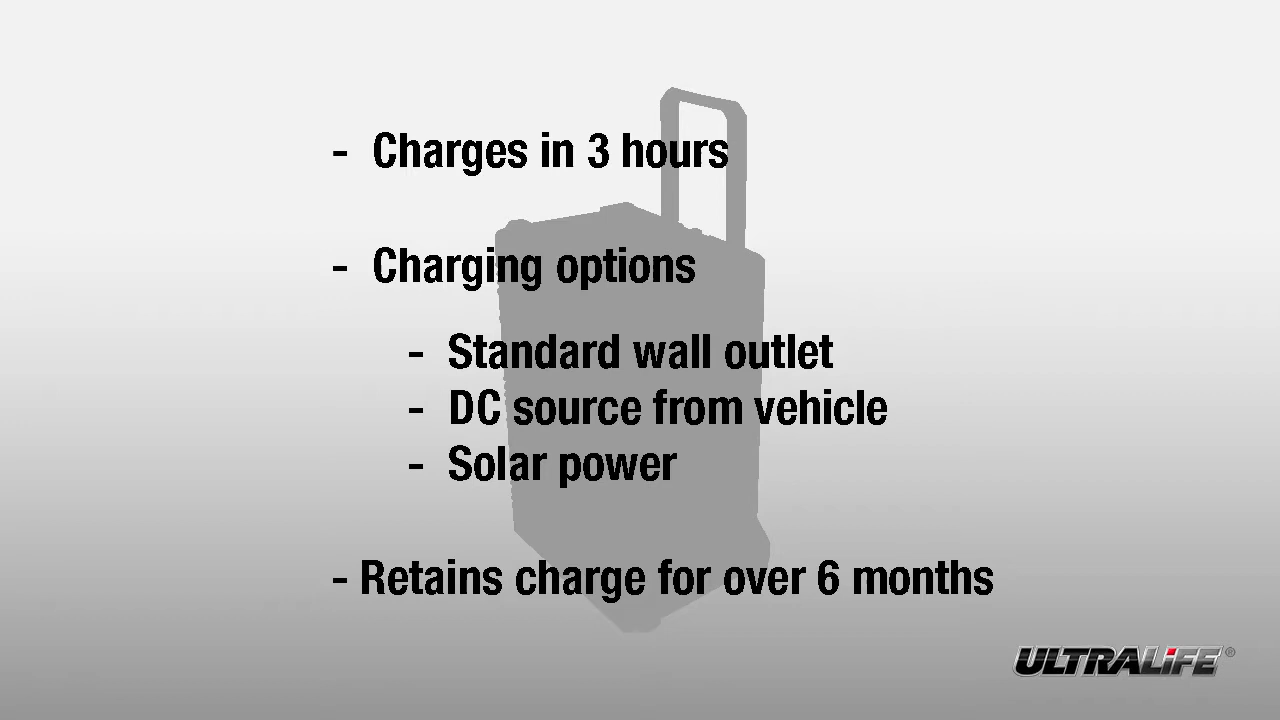 - Charges in 3 hours
- Charging options
- Standard wall outlet
- DC source from vehicle
- Solar power
- Retains charge for over 6 months
ULTRALiFE®